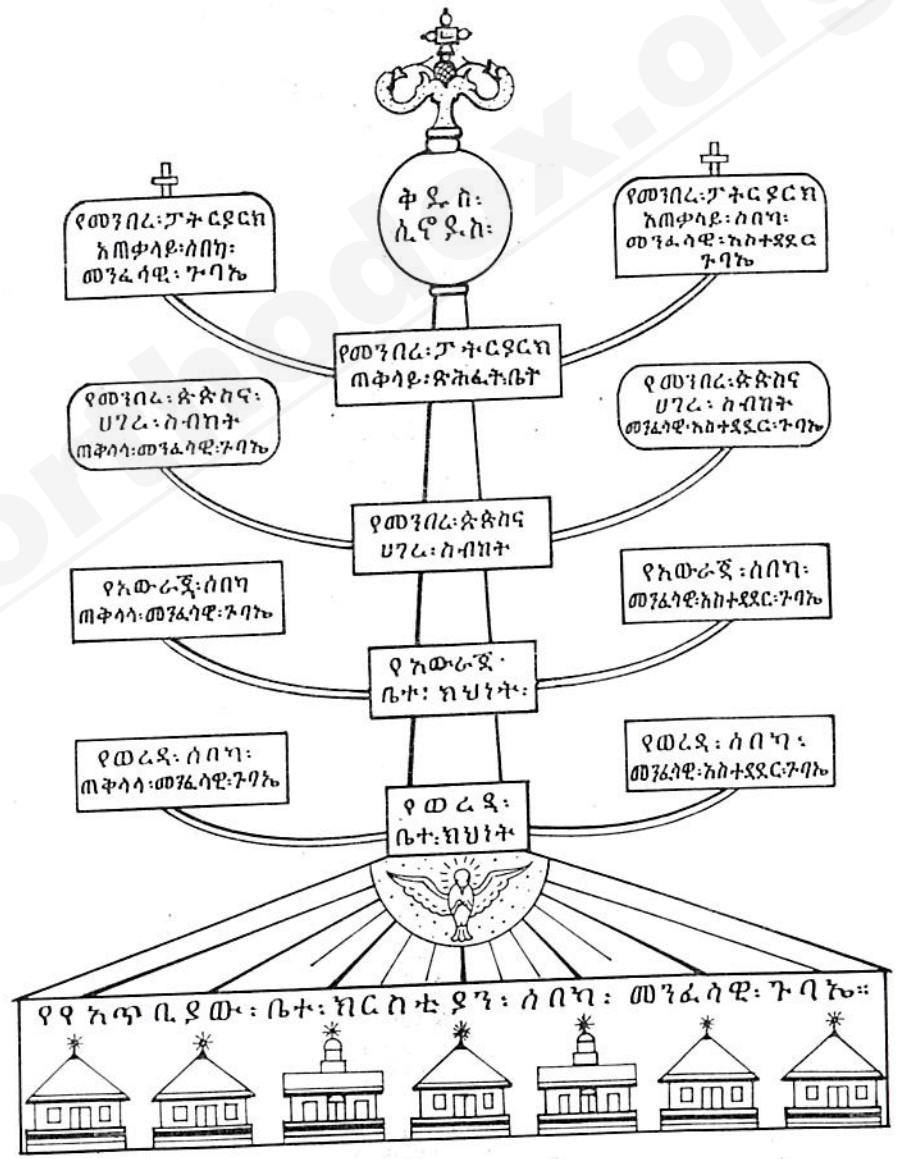 orthodox.org
ቅዱስ፡
ሲኖዶስ፡
የመንበረ፡ፓትርያርክ
አጠቃላይ፡ሰበካ፡
መንፈሳዊ፡ጉባኤ
የመንበረ፡ፓትርያርክ
አጠቃላይ፡ሰበካ፡
መንፈሳዊ፡አስተዳደር፡
ጉባኤ
የመንበረ፡ፓትርያርክ
ጠቅላይ፡ጽሕፈት፡ቤት
የመንበረ፡ጵጵስና፡
ሀገረ፡ስብከት
ጠቅላላ፡መንፈሳዊ፡ጉባኤ
የመንበረ፡ጵጵስና
ሀገረ፡ስብከት
መንፈሳዊ፡አስተዳደር፡ጉባኤ
የመንበረ፡ጵጵስና
ሀገረ፡ስብከት
የአውራጃ፡ሰበካ
ጠቅላላ፡መንፈሳዊ፡ጉባኤ
የአውራጃ፡ሰበካ፡
መንፈሳዊ፡አስተዳደር፡ጉባኤ
የአውራጃ፡
ቤተ፡ክህነት፡
የወረዳ፡ሰበካ፡
ጠቅላላ፡መንፈሳዊ፡ጉባኤ
የወረዳ፡ሰበካ፡
መንፈሳዊ፡አስተዳደር፡ጉባኤ
የወረዳ፡
ቤተ፡ክህነት
የየአጥቢያው፡ቤተ፡ክርስቲያን፡ሰበካ፡መንፈሳዊ፡ጉባኤ።